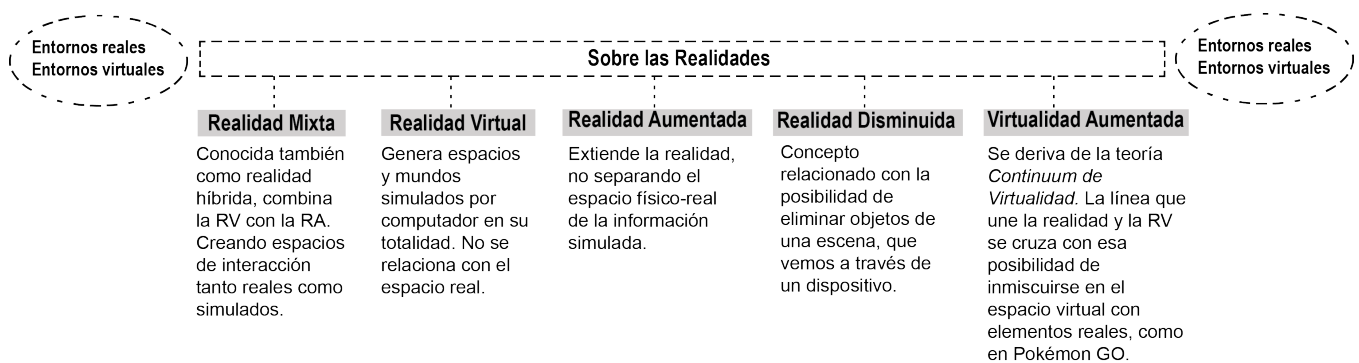 Entornos reales
Entornos virtuales
Sobre las Realidades
Entornos reales
Entornos virtuales
Realidad Mixta
Conocida también
como realidad
híbrida, combina
la RV con la RA.
Creando espacios
de interacción
tanto reales como
simulados.
Realidad Virtual
Genera espacios
y mundos
simulados por
computador en su
totalidad. No se
relaciona con el
espacio real.
Realidad Aumentada
Extiende la realidad,
no separando el
espacio físico-real
de la información
simulada.
Realidad Disminuida
Concepto
relacionado con la
posibilidad de
eliminar objetos de
una escena, que
vemos a través de
un dispositivo.
Virtualidad Aumentada
Se deriva de la teoría
Continuum de
Virtualidad. La línea que
une la realidad y la RV
se cruza con esa
posibilidad de
inmiscuirse en el
espacio virtual con
elementos reales, como
en Pokémon GO.